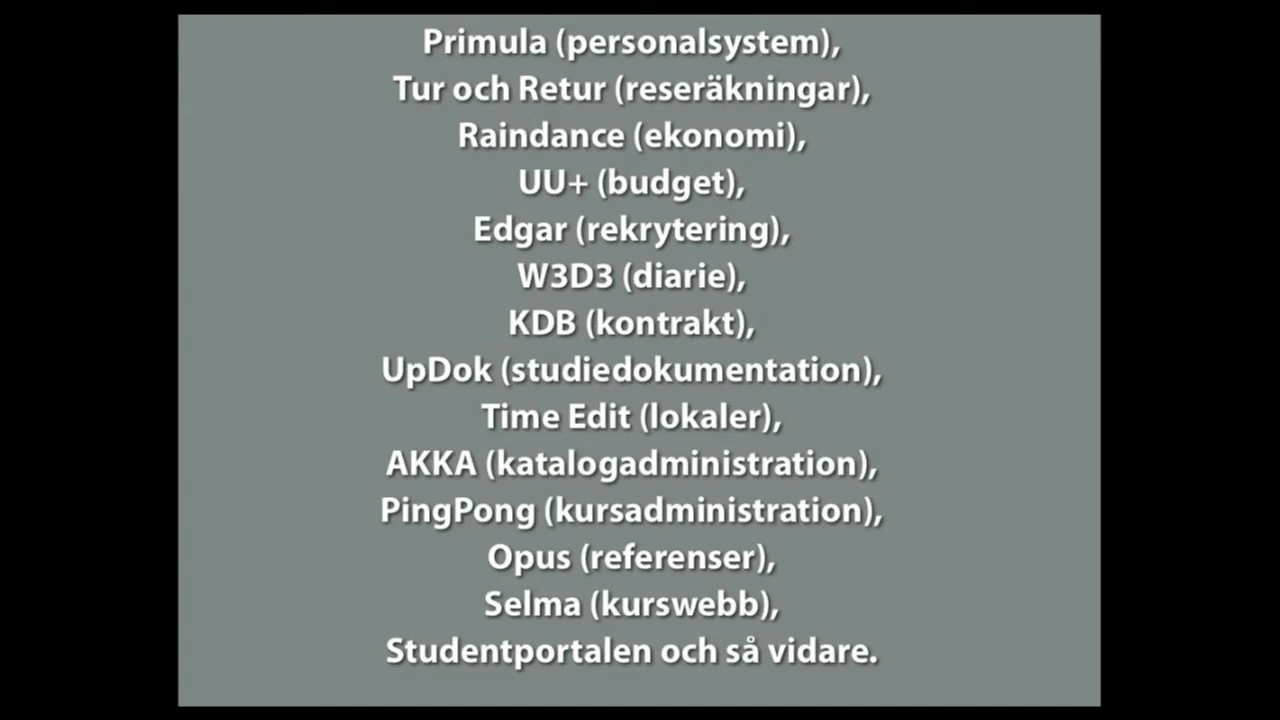 Primula (personalsystem),
Tur och Retur (reseräkningar),
Raindance (ekonomi),
UU+ (budget),
Edgar (rekrytering),
W3D3 (diarie),
KDB (kontrakt),
UpDok (studiedokumentation),
Time Edit (lokaler),
AKKA (katalogadministration),
PingPong (kursadministration),
Opus (referenser),
Selma (kurswebb),
Studentportalen och så vidare.